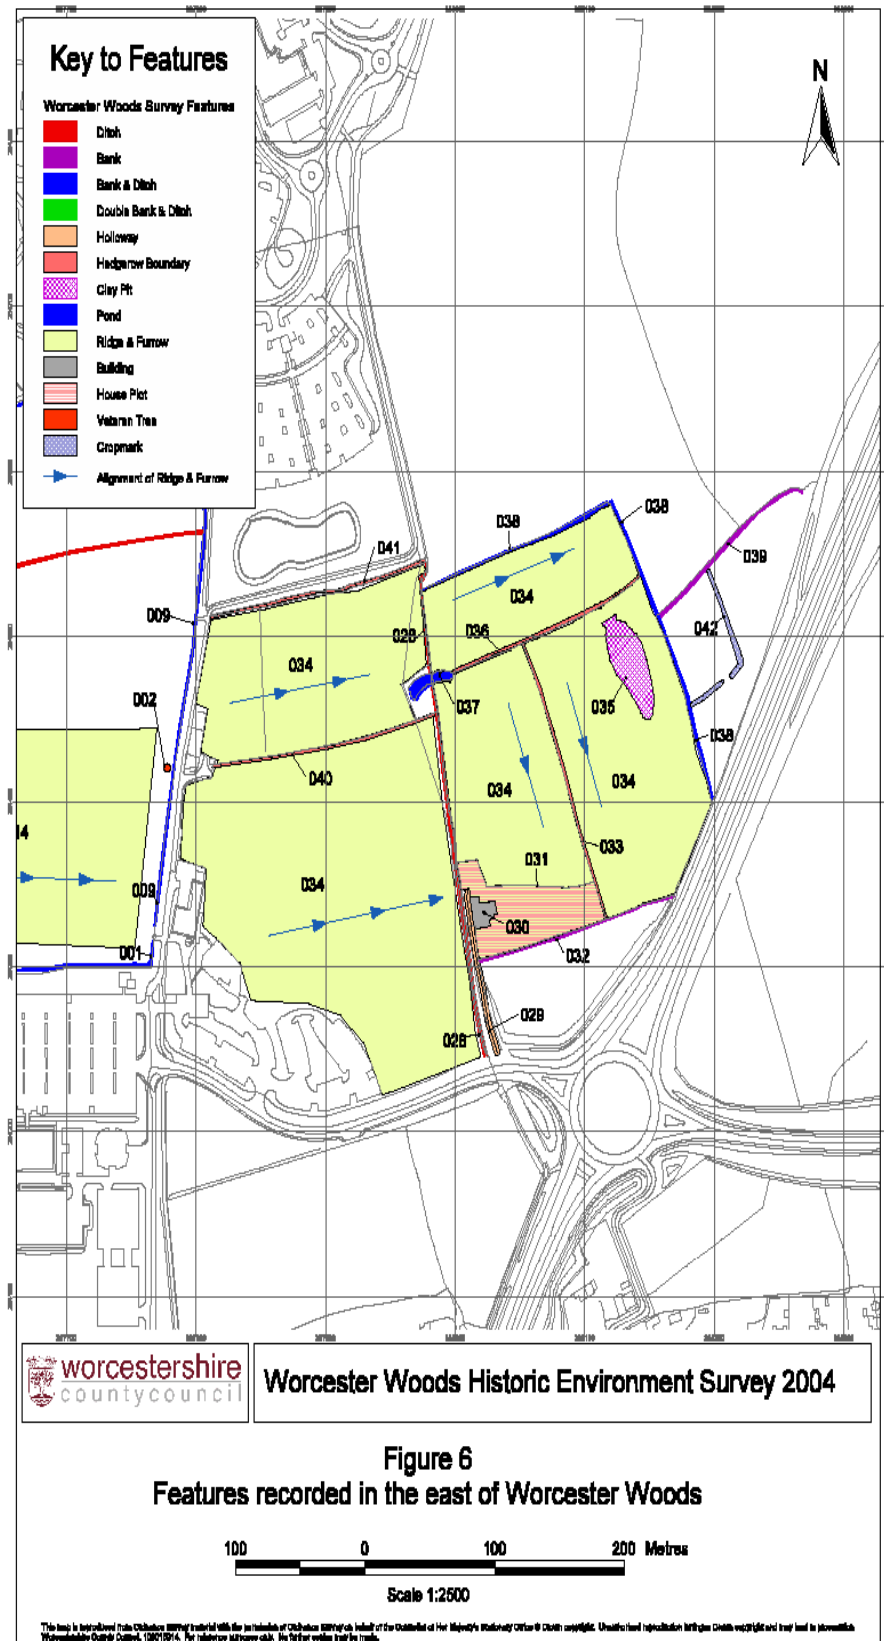 Key to Features
Worcester Woods Survey Features
Ditch
Bank
Bank & Ditch
Double Bank & Ditch
Holloway
Hedgerow Boundary
Clay Pit
Pond
Ridge & Furrow
Building
House Plot
Veteran Tree
Cropmark
Alignment of Ridge & Furrow
N
038
038
039
041
034
009
028
036
042
034
002
035
037
038
040
034
034
14
033
031
034
009
030
001
032
029
028
worcestershire
countycouncil
Worcester Woods Historic Environment Survey 2004
Figure 6
Features recorded in the east of Worcester Woods
100 0 100 200 Metres
Scale 1:2500